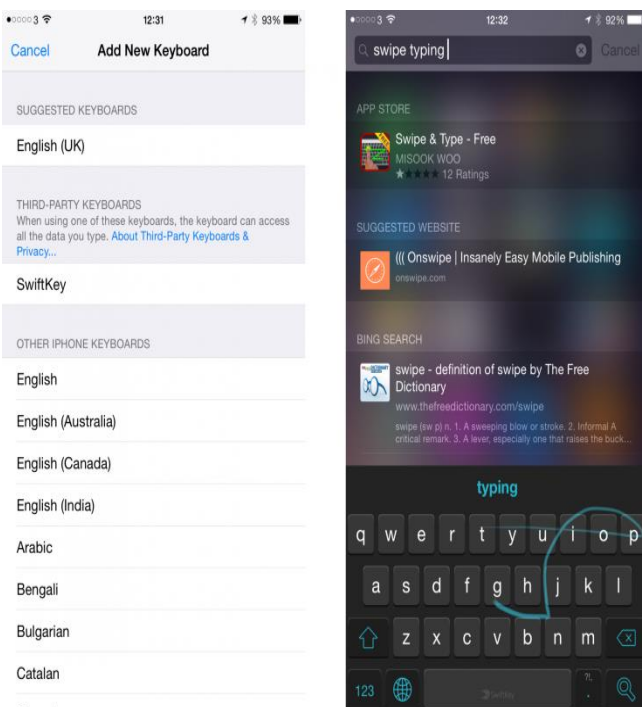 3 12:31 93%
Cancel Add New Keyboard
SUGGESTED KEYBOARDS
English (UK)
THIRD-PARTY KEYBOARDS
When using one of these keyboards, the keyboard can access
all the data you type. About Third-Party Keyboards &
Privacy...
SwiftKey
OTHER IPHONE KEYBOARDS
English
English (Australia)
English (Canada)
English (India)
Arabic
Bengali
Bulgarian
Catalan
3 12:32 92%
swipe typing Cancel
APP STORE
Swipe & Type - Free
MISOOK WOO
12 Ratings
SUGGESTED WEBSITE
((( Onswipe | Insanely Easy Mobile Publishing
onswipe.com
BING SEARCH
swipe - definition of swipe by The Free
Dictionary
www.thefreedictionary.com/swipe
swipe (sw p) n. 1. A sweeping blow or stroke. 2. Informal A
critical remark. 3. A lever, especially one that raises the buck...
typing
q w e r t y u i o p
a s d f g h j k l
z x c v b n m
123 SwiftKey ?!, .